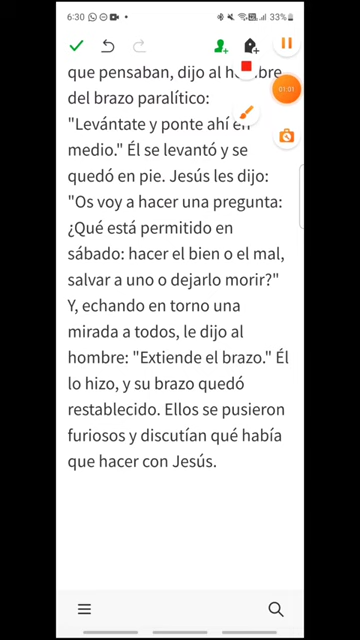 6:30
33%
que pensaban, dijo al hombre
01:01
del brazo paralítico:
"Levántate y ponte ahí en
medio." Él se levantó y se
quedó en pie. Jesús les dijo:
"Os voy a hacer una pregunta:
¿Qué está permitido en
sábado: hacer el bien o el mal,
salvar a uno o dejarlo morir?"
Y, echando en torno una
mirada a todos, le dijo al
hombre: "Extiende el brazo." Él
lo hizo, y su brazo quedó
restablecido. Ellos se pusieron
furiosos y discutían qué había
que hacer con Jesús.